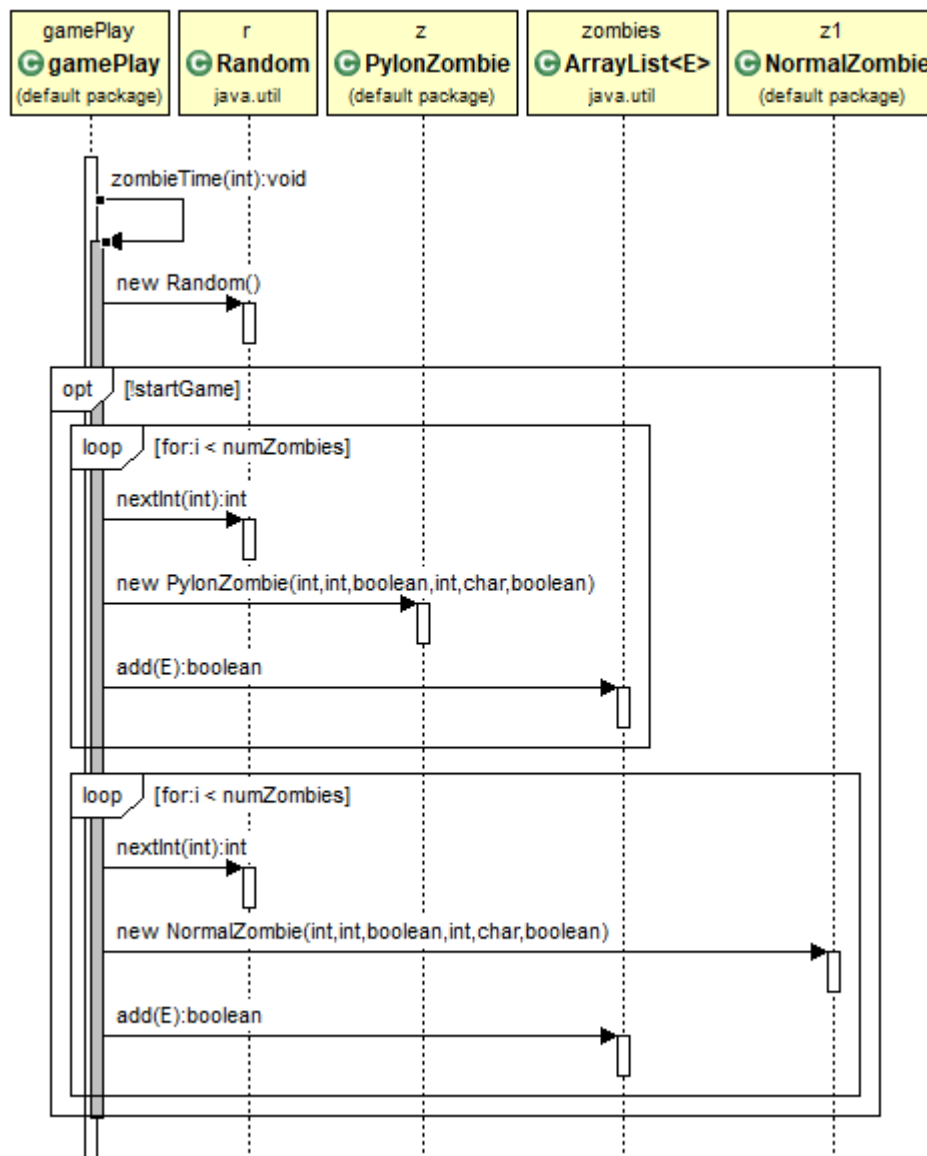 gamePlay
C gamePlay
(default package)
r
C Random
java.util
z
C PylonZombie
(default package)
zombies
C ArrayList<E>
java.util
z1
C NormalZombie
(default package)
zombieTime(int):void
new Random()
opt [!startGame]
loop [for:i < numZombies]
nextInt(int):int
new PylonZombie(int,int,boolean,int,char,boolean)
add(E):boolean
loop [for:i < numZombies]
nextInt(int):int
new NormalZombie(int,int,boolean,int,char,boolean)
add(E):boolean